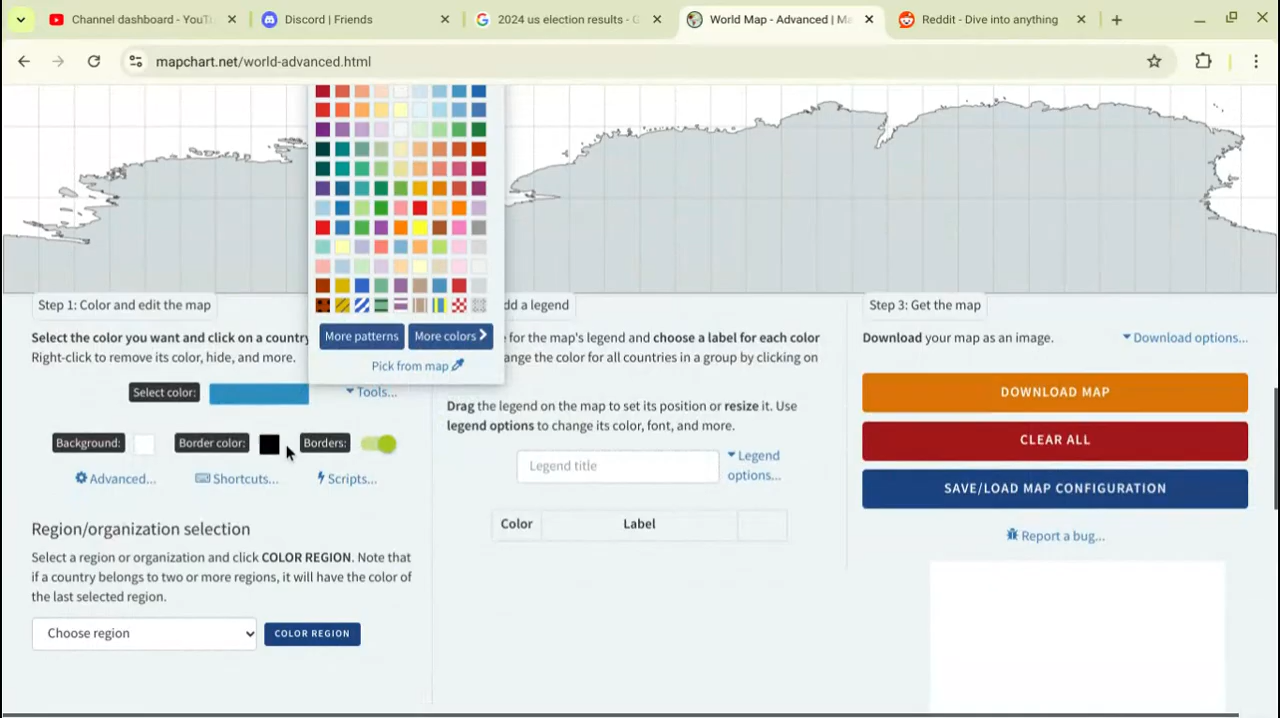 Channel dashboard - YouTu
Discord | Friends
2024 us election results - G
World Map - Advanced | Ma
Reddit - Dive into anything
mapchart.net/world-advanced.html
Step 1: Color and edit the map
Select the color you want and click on a country
Right-click to remove its color, hide, and more.
More patterns
More colors
Pick from map
Select color:
Tools...
Background:
Border color:
Borders:
Advanced...
Shortcuts...
Scripts...
Region/organization selection
Select a region or organization and click COLOR REGION. Note that
if a country belongs to two or more regions, it will have the color of
the last selected region.
Choose region
COLOR REGION
dd a legend
for the map's legend and choose a label for each color
ange the color for all countries in a group by clicking on
Drag the legend on the map to set its position or resize it. Use
legend options to change its color, font, and more.
Legend title
Legend
options...
Color
Label
Step 3: Get the map
Download your map as an image.
Download options...
DOWNLOAD MAP
CLEAR ALL
SAVE/LOAD MAP CONFIGURATION
Report a bug...